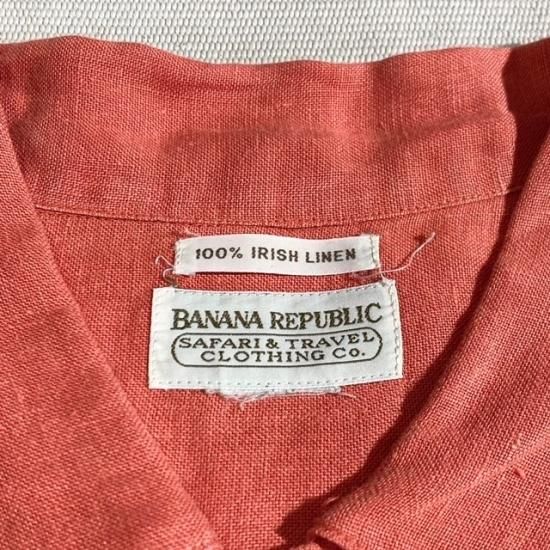 100% IRISH LINEN
BANANA REPUBLIC
SAFARI & TRAVEL
CLOTHING Co.